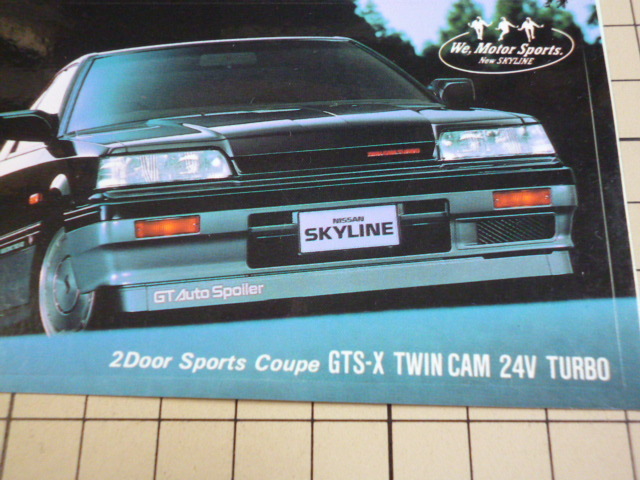 We, Motor Sports.
New SKYLINE
NISSAN
SKYLINE
GT Auto Spoiler
2Door Sports Coupe GTS-X TWIN CAM 24V TURBO